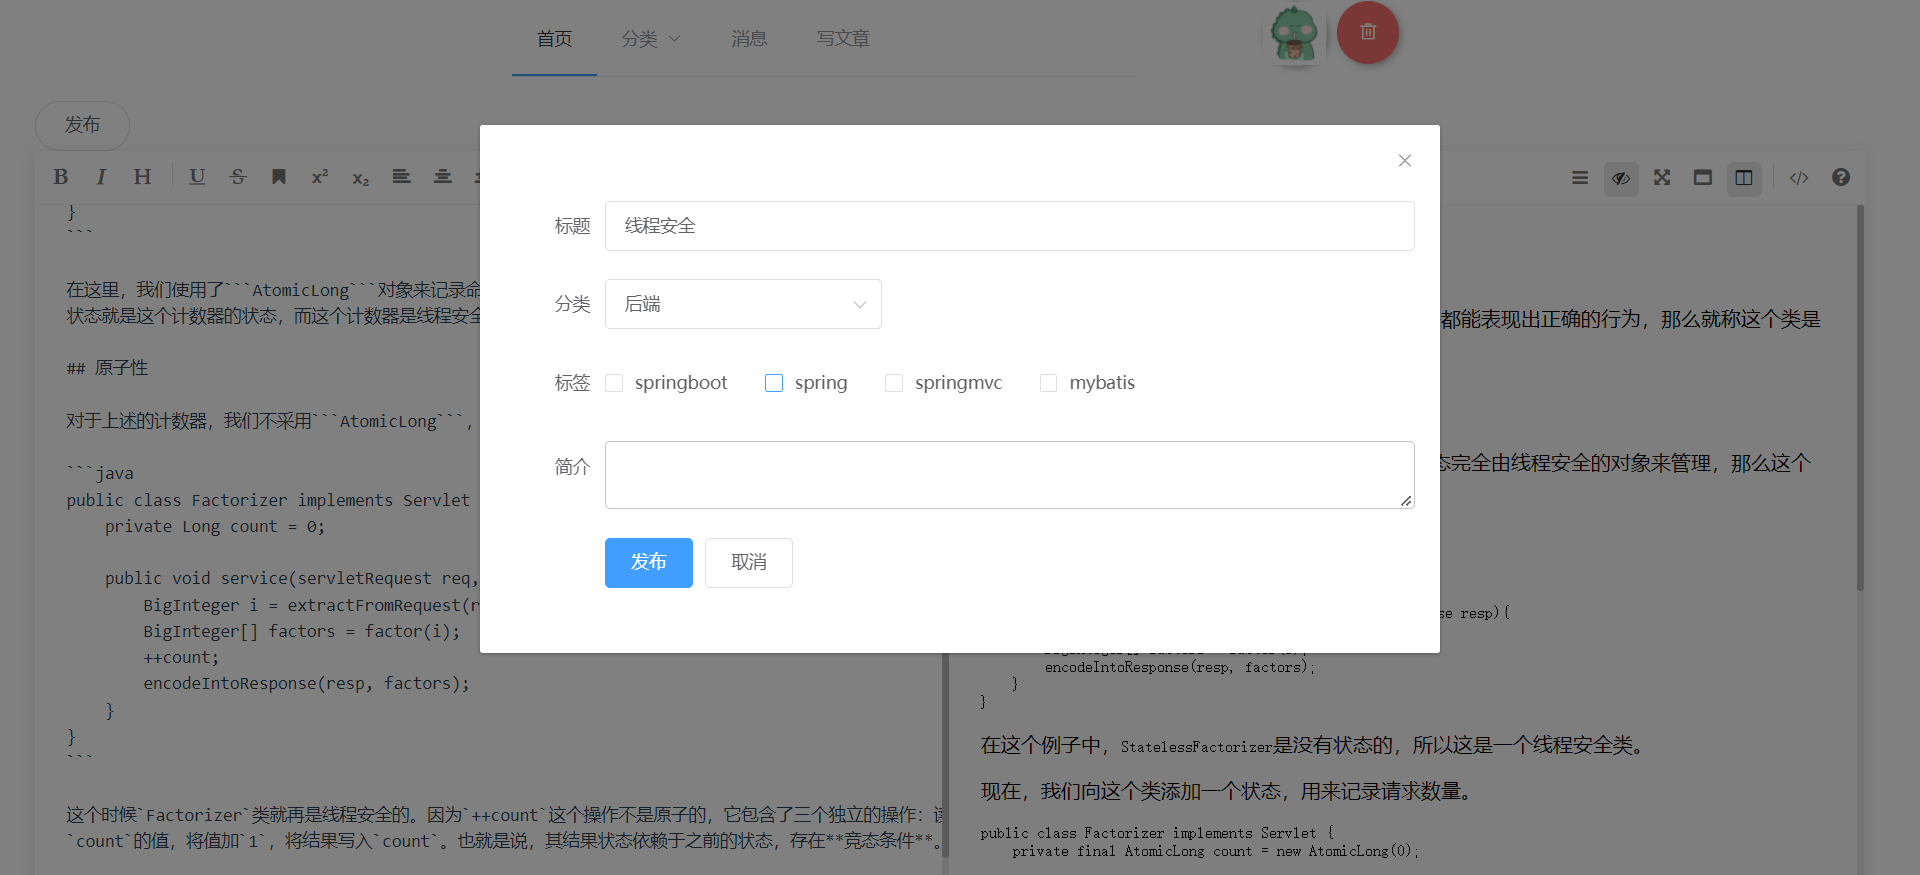 首页 分类 消息 写文章
发布
B I H U S x² x₂
}
```
在这里，我们使用了```AtomicLong```对象来记录命
状态就是这个计数器的状态，而这个计数器是线程安全
## 原子性
对于上述的计数器，我们不采用```AtomicLong```，
```java
public class Factorizer implements Servlet
private Long count = 0;
public void service(servletRequest req,
BigInteger i = extractFromRequest(r
BigInteger[] factors = factor(i);
++count;
encodeIntoResponse(resp, factors);
}
}
```
这个时候`Factorizer`类就再是线程安全的。因为`++count`这个操作不是原子的，它包含了三个独立的操作：读
`count`的值，将值加`1`，将结果写入`count`。也就是说，其结果状态依赖于之前的状态，存在**竞态条件**。
标题 线程安全
分类 后端
标签 springboot spring springmvc mybatis
简介
发布 取消
都能表现出正确的行为，那么就称这个类是
态完全由线程安全的对象来管理，那么这个
se resp){
encodeIntoResponse(resp, factors);
}
}
在这个例子中，StatelessFactorizer是没有状态的，所以这是一个线程安全类。
现在，我们向这个类添加一个状态，用来记录请求数量。
public class Factorizer implements Servlet {
private final AtomicLong count = new AtomicLong(0);